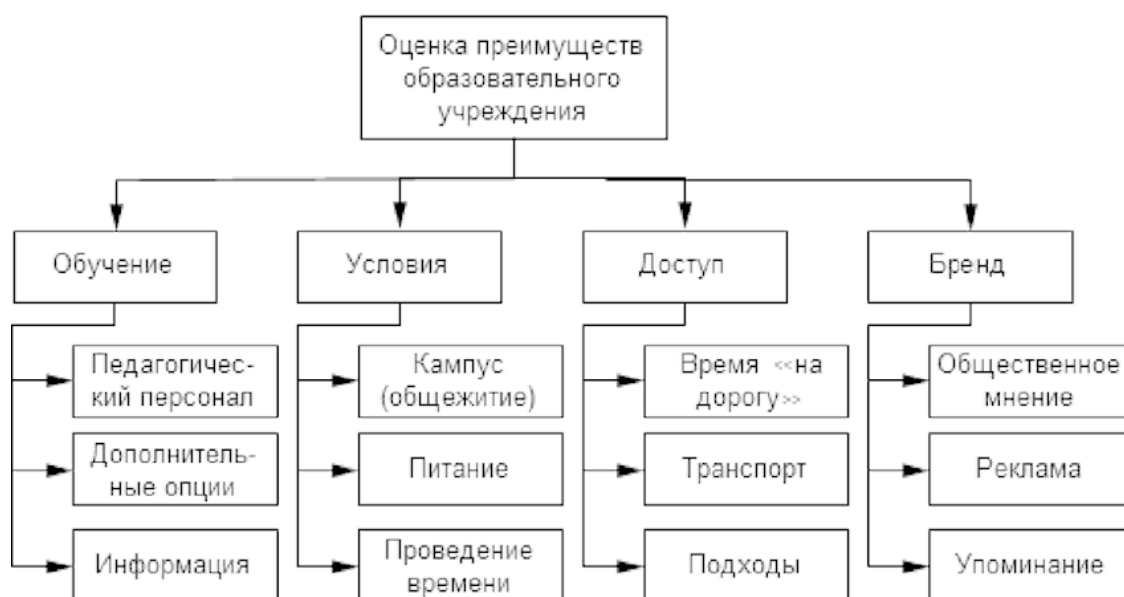 Оценка преимуществ
образовательного
учреждения
Обучение
Условия
Доступ
Бренд
Педагогичес-
кий персонал
Дополнитель-
ные опции
Информация
Кампус
(общежитие)
Питание
Проведение
времени
Время «на
дорогу»
Транспорт
Подходы
Общественное
мнение
Реклама
Упоминание